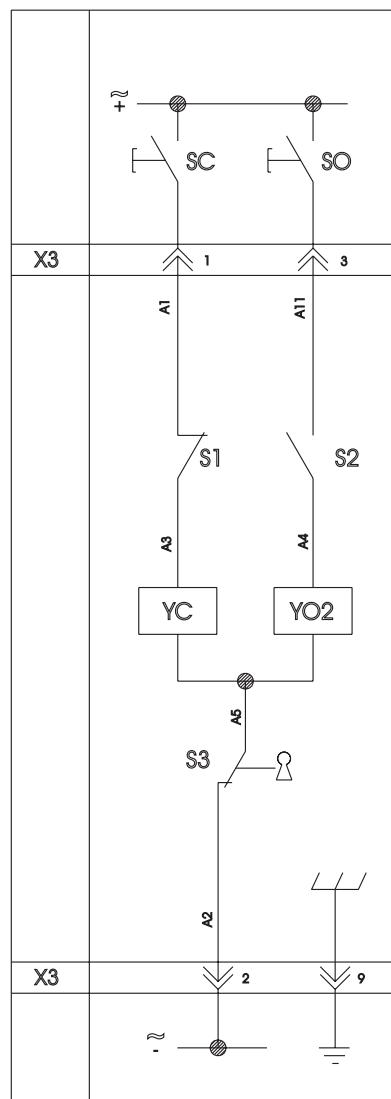 + ≂
SC SO
X3 1 3
A1 A11
S1 S2
A3 A4
YC YO2
A5
S3
A2
X3 2 9
≂ -